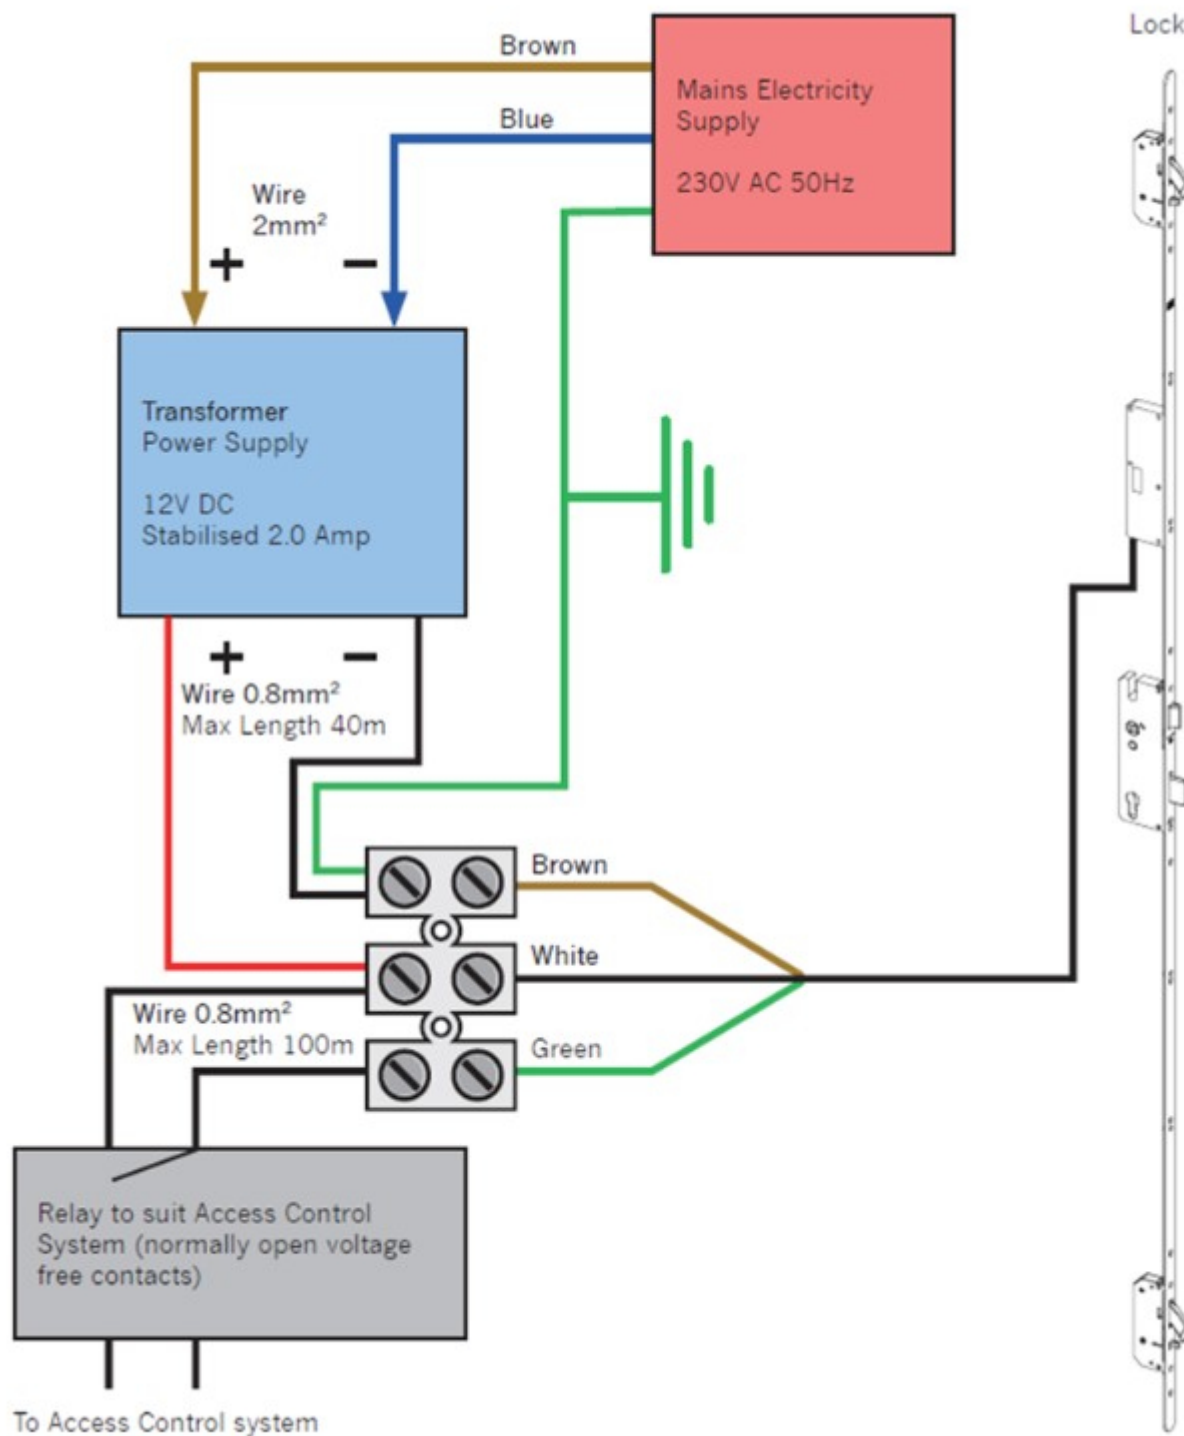 Lock
Brown
Mains Electricity
Supply
230V AC 50Hz
Blue
Wire
2mm²
+ −
Transformer
Power Supply
12V DC
Stabilised 2.0 Amp
+ −
Wire 0.8mm²
Max Length 40m
Brown
White
Wire 0.8mm²
Max Length 100m
Green
Relay to suit Access Control
System (normally open voltage
free contacts)
To Access Control system